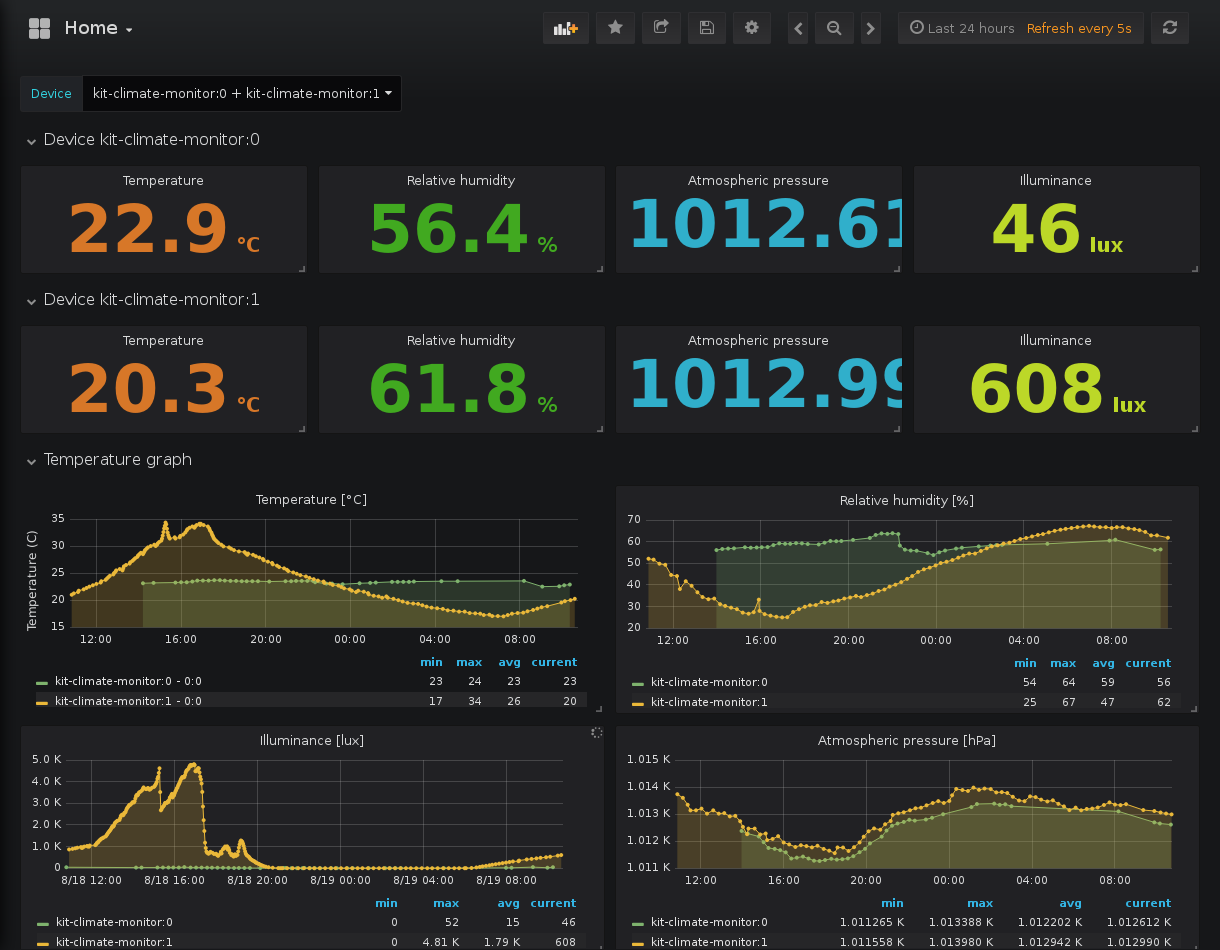 Home
Last 24 hours Refresh every 5s
Device kit-climate-monitor:0 + kit-climate-monitor:1
Device kit-climate-monitor:0
Temperature Relative humidity Atmospheric pressure Illuminance
22.9 °C 56.4 % 1012.61 46 lux
Device kit-climate-monitor:1
Temperature Relative humidity Atmospheric pressure Illuminance
20.3 °C 61.8 % 1012.99 608 lux
Temperature graph
Temperature [°C]
Temperature (C)
35
30
25
20
15
12:00 16:00 20:00 00:00 04:00 08:00
min max avg current
kit-climate-monitor:0 - 0:0 23 24 23 23
kit-climate-monitor:1 - 0:0 17 34 26 20
Relative humidity [%]
70
60
50
40
30
20
12:00 16:00 20:00 00:00 04:00 08:00
min max avg current
kit-climate-monitor:0 54 64 59 56
kit-climate-monitor:1 25 67 47 62
Illuminance [lux]
5.0 K
4.0 K
3.0 K
2.0 K
1.0 K
0
8/18 12:00 8/18 16:00 8/18 20:00 8/19 00:00 8/19 04:00 8/19 08:00
min max avg current
kit-climate-monitor:0 0 52 15 46
kit-climate-monitor:1 0 4.81 K 1.79 K 608
Atmospheric pressure [hPa]
1.015 K
1.014 K
1.013 K
1.012 K
1.011 K
12:00 16:00 20:00 00:00 04:00 08:00
min max avg current
kit-climate-monitor:0 1.011265 K 1.013388 K 1.012202 K 1.012612 K
kit-climate-monitor:1 1.011558 K 1.013980 K 1.012942 K 1.012990 K